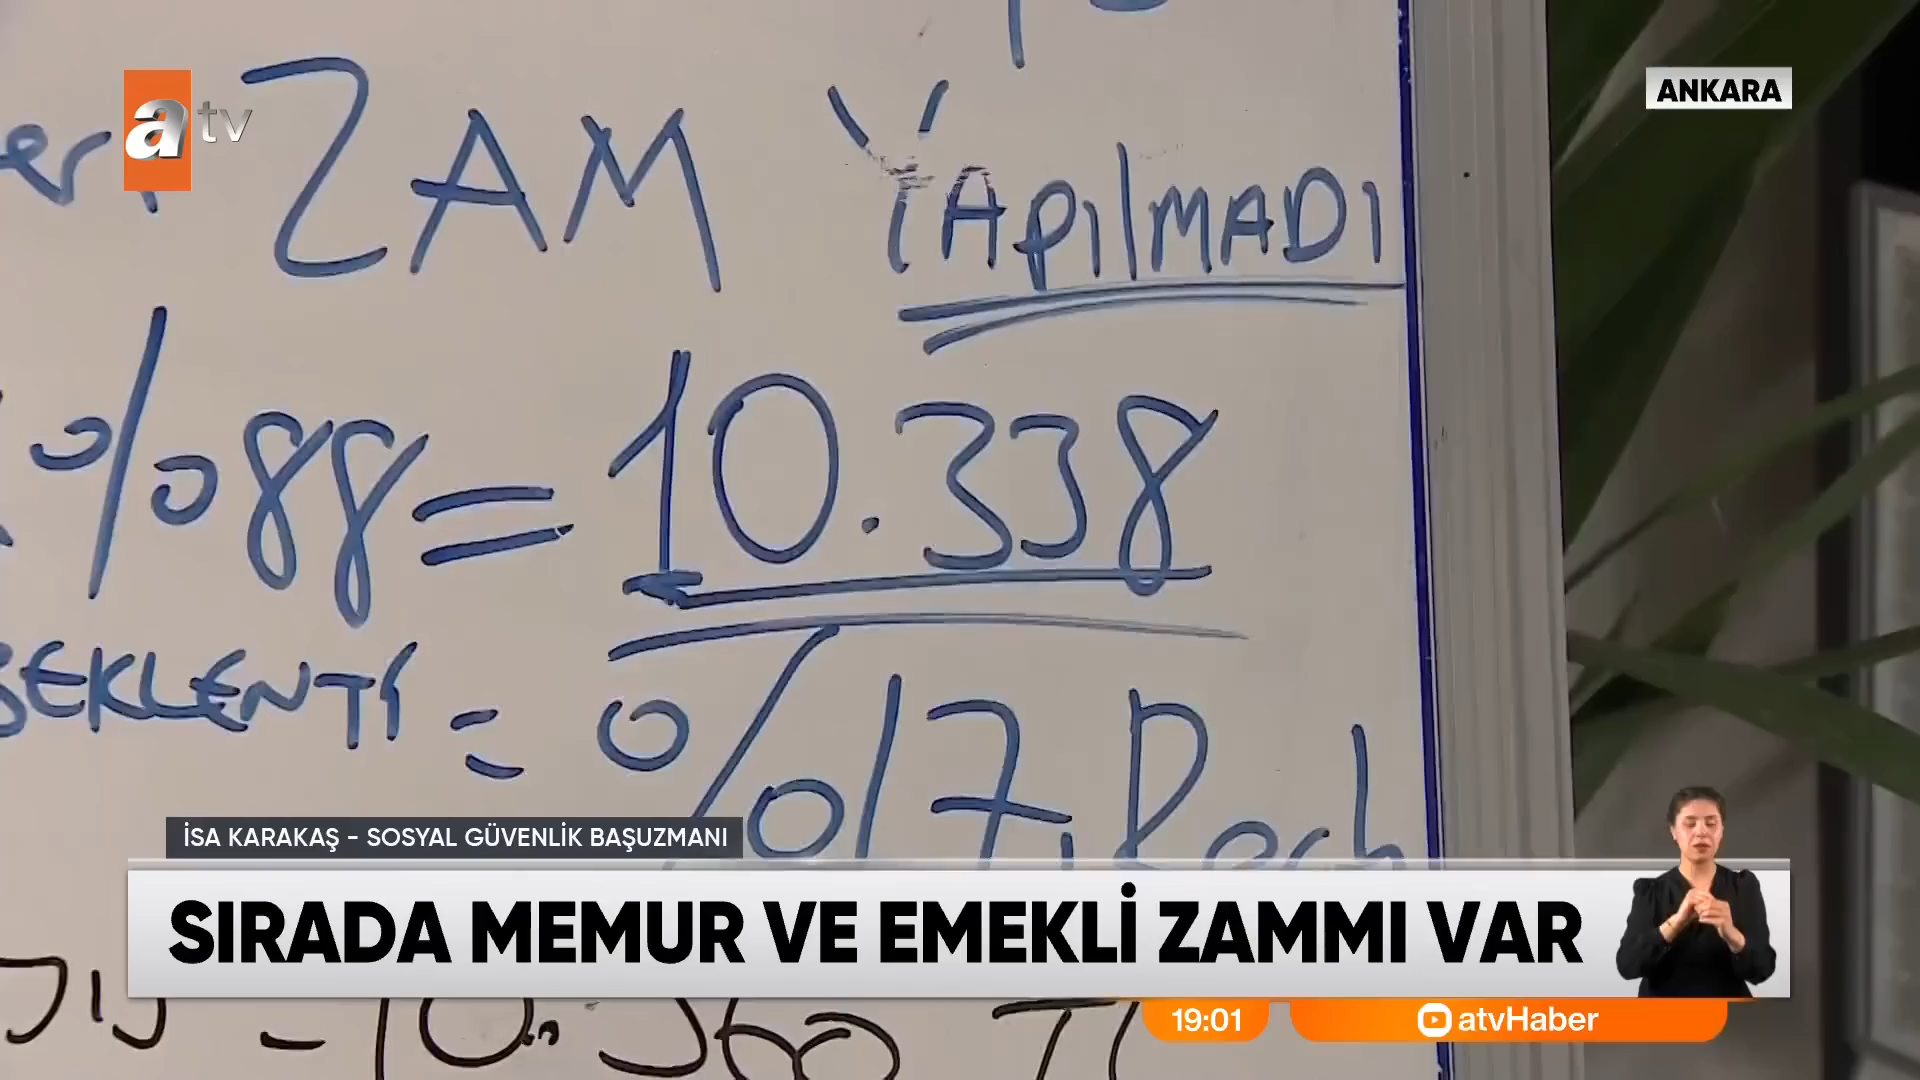 ANKARA
atv
ZAM YAPILMADI
%88= 10.338
BEKLENTİ = %17,
İSA KARAKAŞ - SOSYAL GÜVENLİK BAŞUZMANI
SIRADA MEMUR VE EMEKLİ ZAMMI VAR
19:01
atvHaber